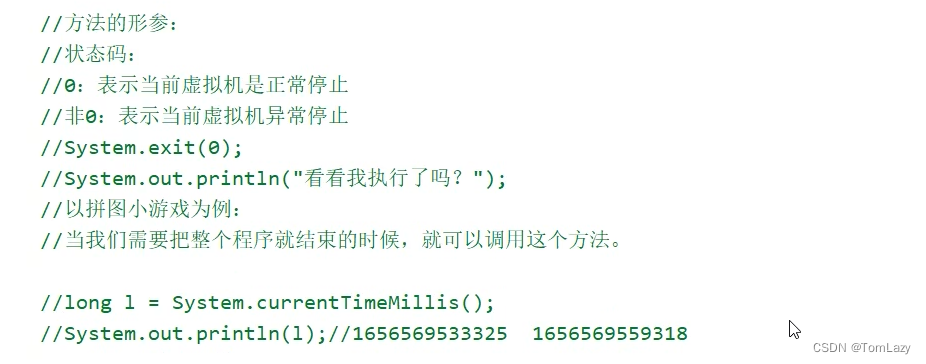 //方法的形参：
//状态码：
//0：表示当前虚拟机是正常停止
//非0：表示当前虚拟机异常停止
//System.exit(0);
//System.out.println("看看我执行了吗？");
//以拼图小游戏为例：
//当我们需要把整个程序就结束的时候，就可以调用这个方法。
//long l = System.currentTimeMillis();
//System.out.println(l);//1656569533325  1656569559318
CSDN @TomLazy